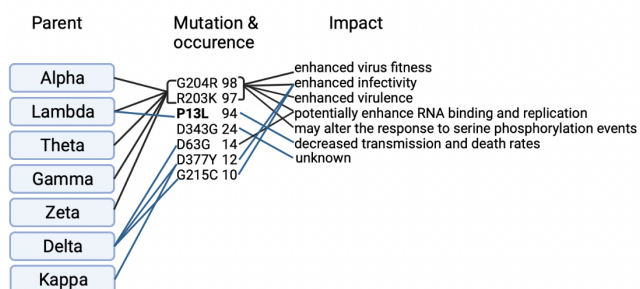 Parent
Mutation &
occurence
Impact
Alpha
Lambda
Theta
Gamma
Zeta
Delta
Kappa
G204R 98
R203K 97
P13L 94
D343G 24
D63G 14
D377Y 12
G215C 10
enhanced virus fitness
enhanced infectivity
enhanced virulence
potentially enhance RNA binding and replication
may alter the response to serine phosphorylation events
decreased transmission and death rates
unknown